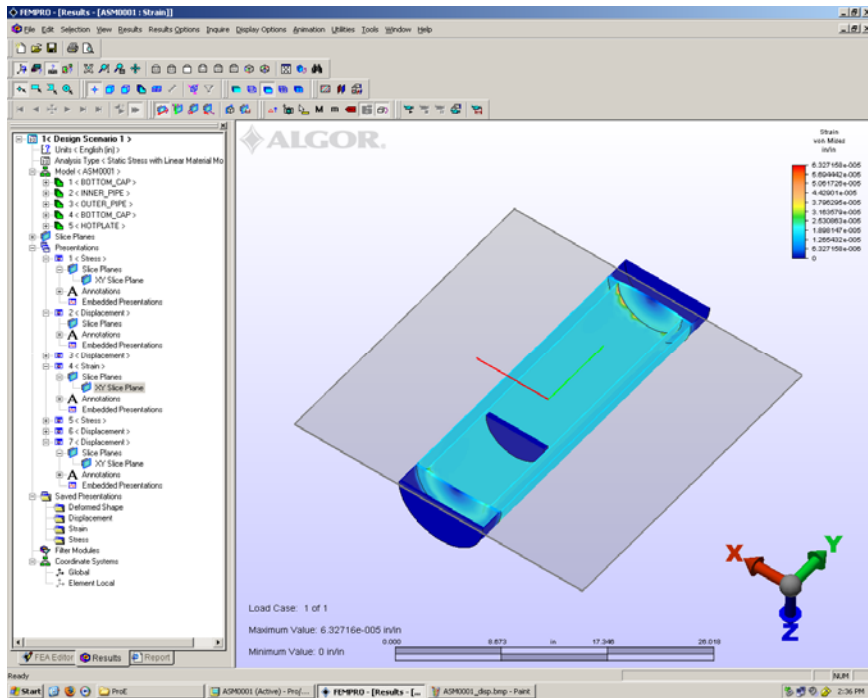 FEMPRO - [Results - [ASM0001 : Strain]]
File Edit Selection View Results Results Options Inquire Display Options Animation Utilities Tools Window Help
1< Design Scenario 1 >
Units < English (in) >
Analysis Type < Static Stress with Linear Material Mo
Model < ASM0001 >
1 < BOTTOM_CAP >
2 < INNER_PIPE >
3 < OUTER_PIPE >
4 < BOTTOM_CAP >
5 < HOTPLATE >
Slice Planes
Presentations
1 < Stress >
Slice Planes
XY Slice Plane
Annotations
Embedded Presentations
2 < Displacement >
Slice Planes
Annotations
Embedded Presentations
3 < Displacement >
4 < Strain >
Slice Planes
XY Slice Plane
Annotations
Embedded Presentations
5 < Stress >
6 < Displacement >
7 < Displacement >
Slice Planes
XY Slice Plane
Annotations
Embedded Presentations
Saved Presentations
Deformed Shape
Displacement
Strain
Stress
Filter Modules
Coordinate Systems
Global
Element Local
FEA Editor Results Report
ALGOR.
Strain
von Mises
in/in
6.327158e-005
5.694442e-005
5.061726e-005
4.42901e-005
3.796295e-005
3.163579e-005
2.530863e-005
1.898147e-005
1.265432e-005
6.327158e-006
0
X
Y
Z
Load Case: 1 of 1
Maximum Value: 6.32716e-005 in/in
Minimum Value: 0 in/in
0.000 8.673 in 17.346 26.018
Ready
NUM
Start ProE ASM0001 (Active) - Pro/... FEMPRO - [Results - [... ASM0001_disp.bmp - Paint 2:36 PM